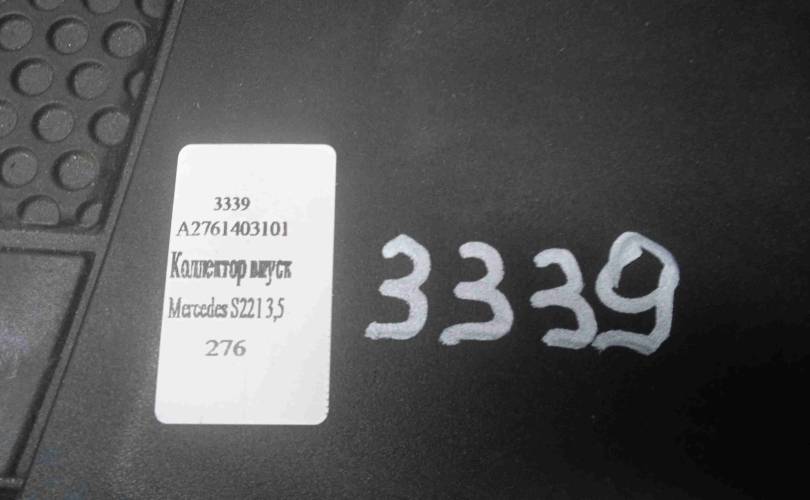 3339
A2761403101
Коллектор впуск
Mercedes S221 3,5
276
3339